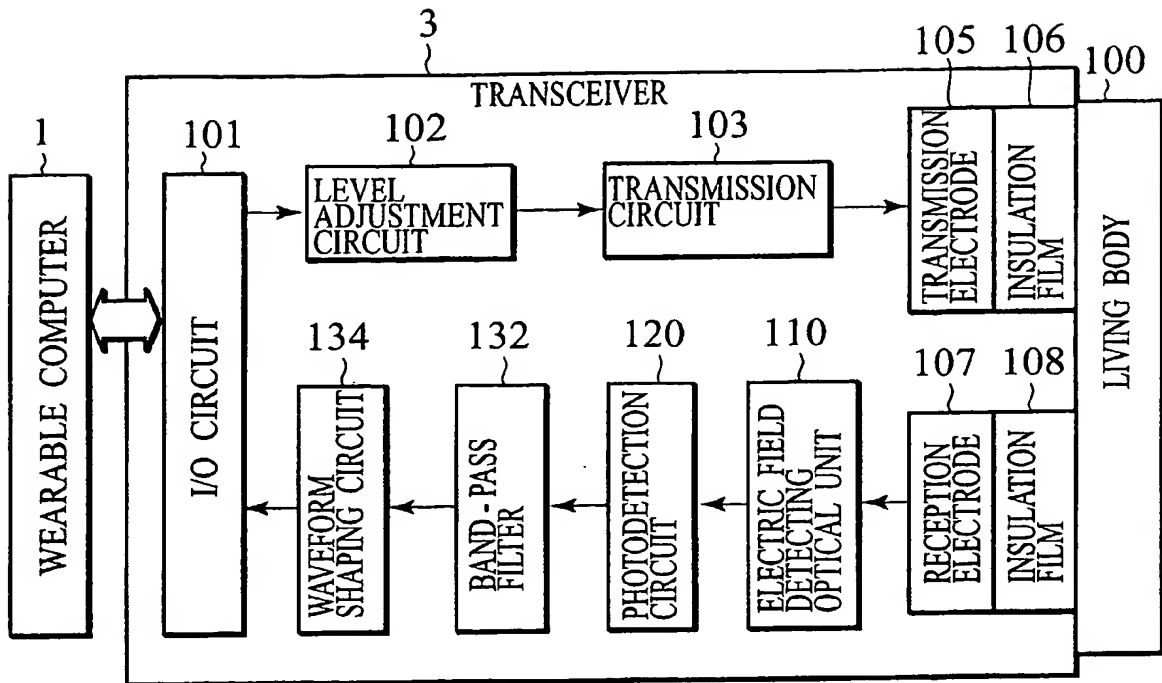 3
TRANSCEIVER
105
106
100
1
101
102
103
WEARABLE COMPUTER
I/O CIRCUIT
LEVEL
ADJUSTMENT
CIRCUIT
TRANSMISSION
CIRCUIT
TRANSMISSION
ELECTRODE
INSULATION
FILM
LIVING BODY
134
132
120
110
107
108
WAVEFORM
SHAPING CIRCUIT
BAND-PASS
FILTER
PHOTODETECTION
CIRCUIT
ELECTRIC FIELD
DETECTING
OPTICAL UNIT
RECEPTION
ELECTRODE
INSULATION
FILM